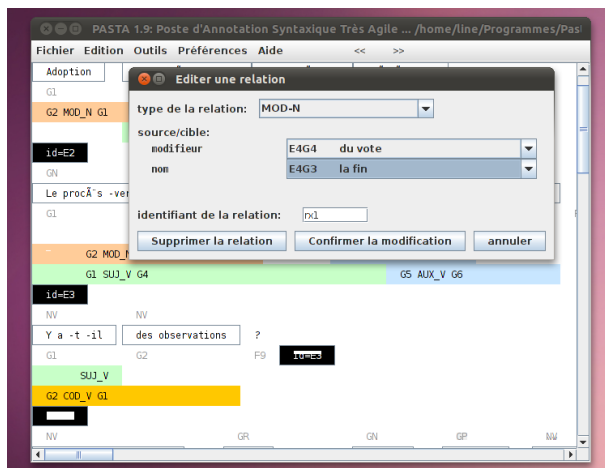 PASTA 1.9: Poste d'Annotation Syntaxique Très Agile ... /home/line/Programmes/Pas
Fichier Edition Outils Préférences Aide << >>
Adoption
G1
G2 MOD_N G1
id=E2
GN
Le procÃ¨s -ver
G1
G2 MOD_N
G1 SUJ_V G4 G5 AUX_V G6
id=E3
NV NV
Y a -t -il des observations ?
G1 G2 F9 id=E3
SUJ_V
G2 COD_V G1
NV GR GN GP NV
Editer une relation
type de la relation: MOD-N
source/cible:
modifieur E4G4 du vote
nom E4G3 la fin
identifiant de la relation: rx1
Supprimer la relation Confirmer la modification annuler